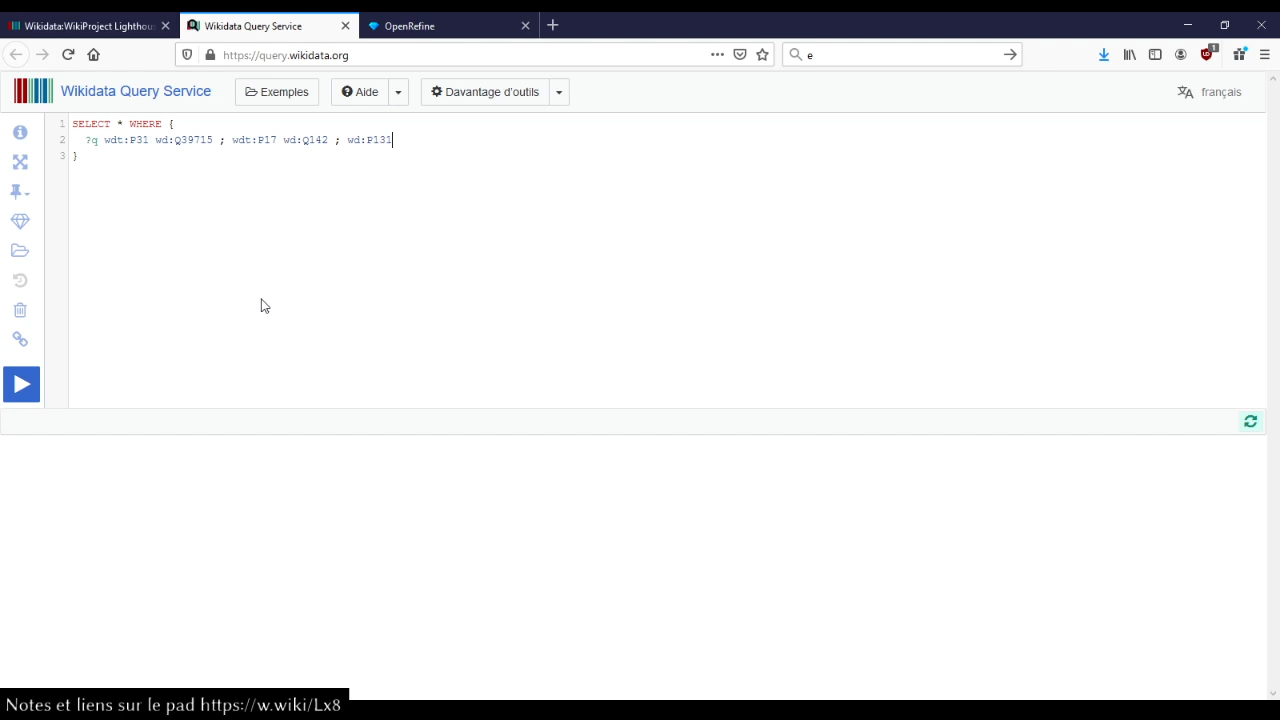 Wikidata:WikiProject Lighthou
Wikidata Query Service
OpenRefine
https://query.wikidata.org
e
1
Wikidata Query Service
Exemples
Aide
Davantage d'outils
français
1 SELECT * WHERE {
2 ?q wdt:P31 wd:Q39715 ; wdt:P17 wd:Q142 ; wd:P131
3 }
Notes et liens sur le pad https://w.wiki/Lx8